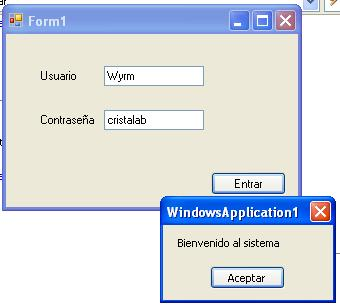 Form1
Usuario
Wyrm
Contraseña
cristalab
Entrar
WindowsApplication1
Bienvenido al sistema
Aceptar